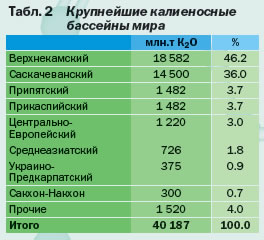 Табл. 2 Крупнейшие калиеносные
бассейны мира
млн.т К2О %
Верхнекамский 18 582 46.2
Саскачеванский 14 500 36.0
Припятский 1 482 3.7
Прикаспийский 1 482 3.7
Центрально-
Европейский 1 220 3.0
Среднеазиатский 726 1.8
Украино-
Предкарпатский 375 0.9
Сакхон-Накхон 300 0.7
Прочие 1 520 4.0
Итого 40 187 100.0